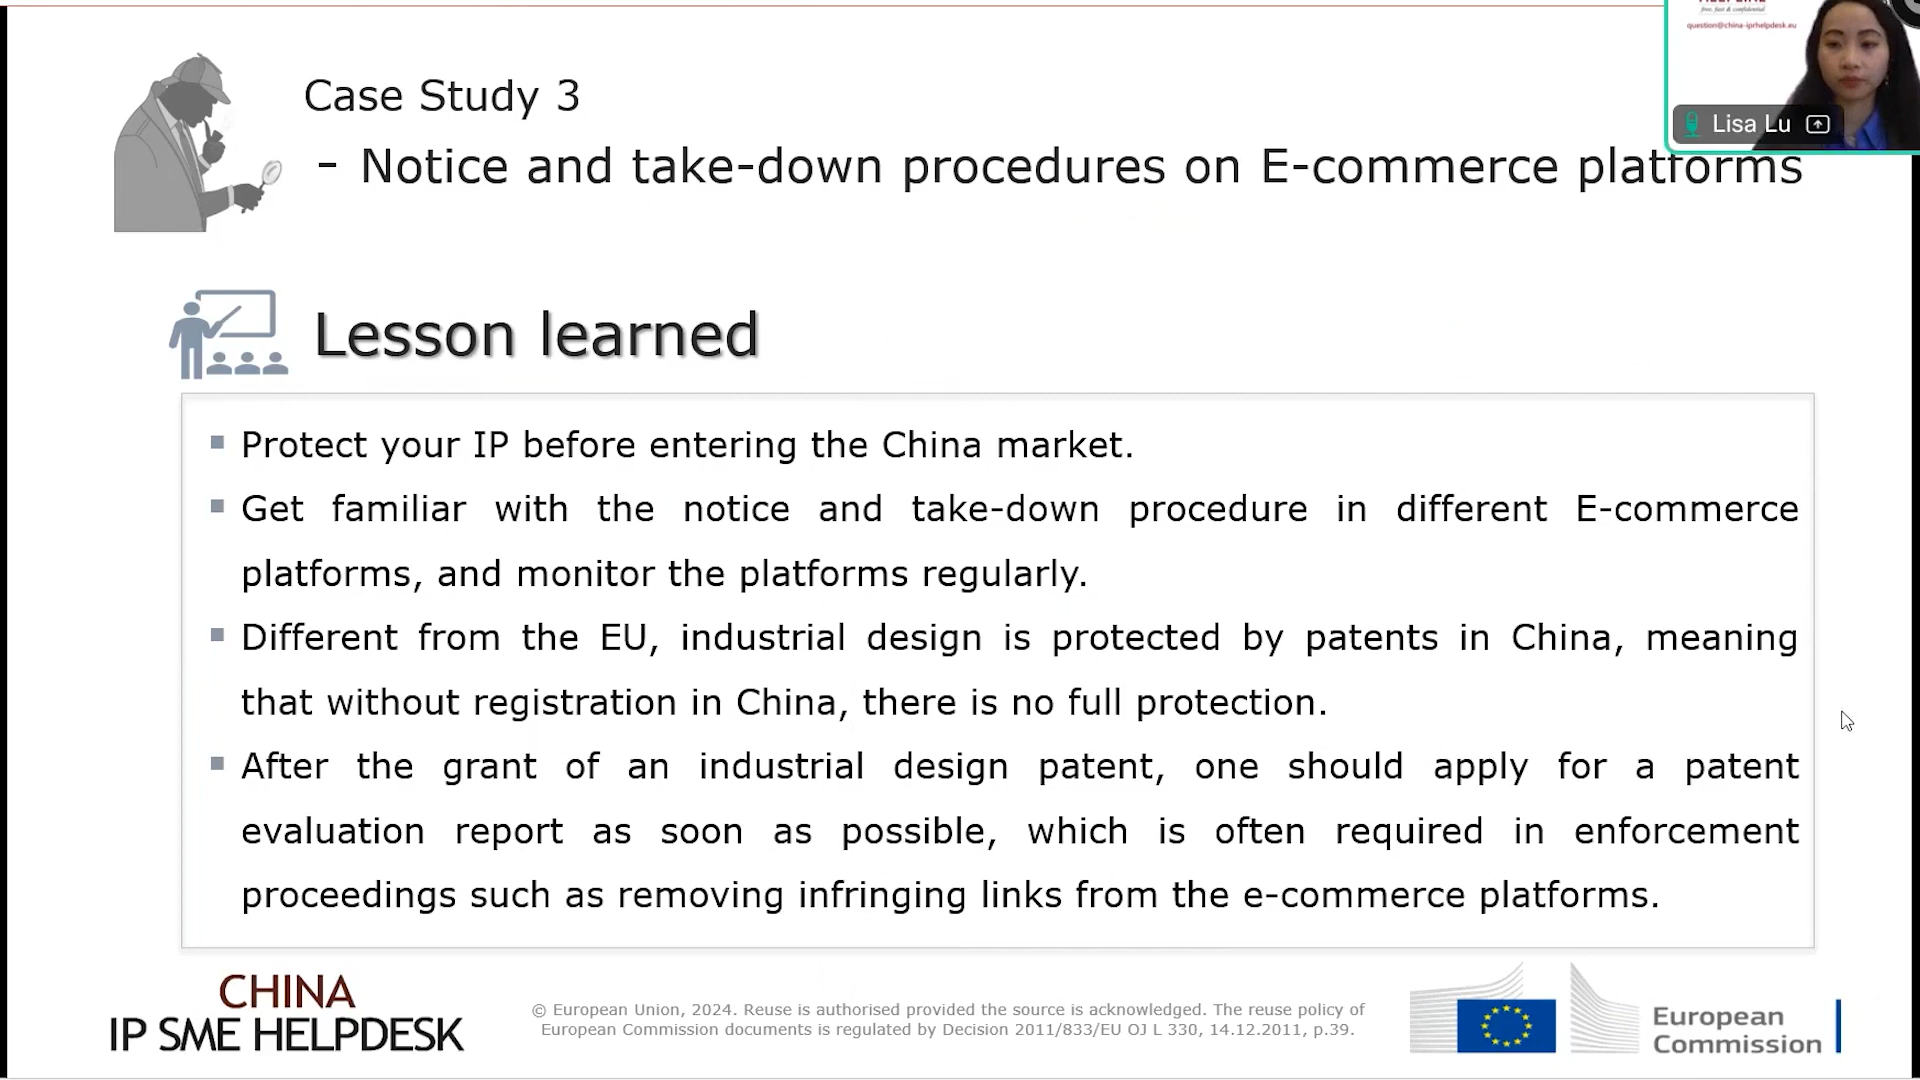 free, fast & confidential
question@china-iprhelpdesk.eu
Lisa Lu
Case Study 3
- Notice and take-down procedures on E-commerce platforms
Lesson learned
▪ Protect your IP before entering the China market.
▪ Get familiar with the notice and take-down procedure in different E-commerce
platforms, and monitor the platforms regularly.
▪ Different from the EU, industrial design is protected by patents in China, meaning
that without registration in China, there is no full protection.
▪ After the grant of an industrial design patent, one should apply for a patent
evaluation report as soon as possible, which is often required in enforcement
proceedings such as removing infringing links from the e-commerce platforms.
CHINA
IP SME HELPDESK
© European Union, 2024. Reuse is authorised provided the source is acknowledged. The reuse policy of
European Commission documents is regulated by Decision 2011/833/EU OJ L 330, 14.12.2011, p.39.
European
Commission